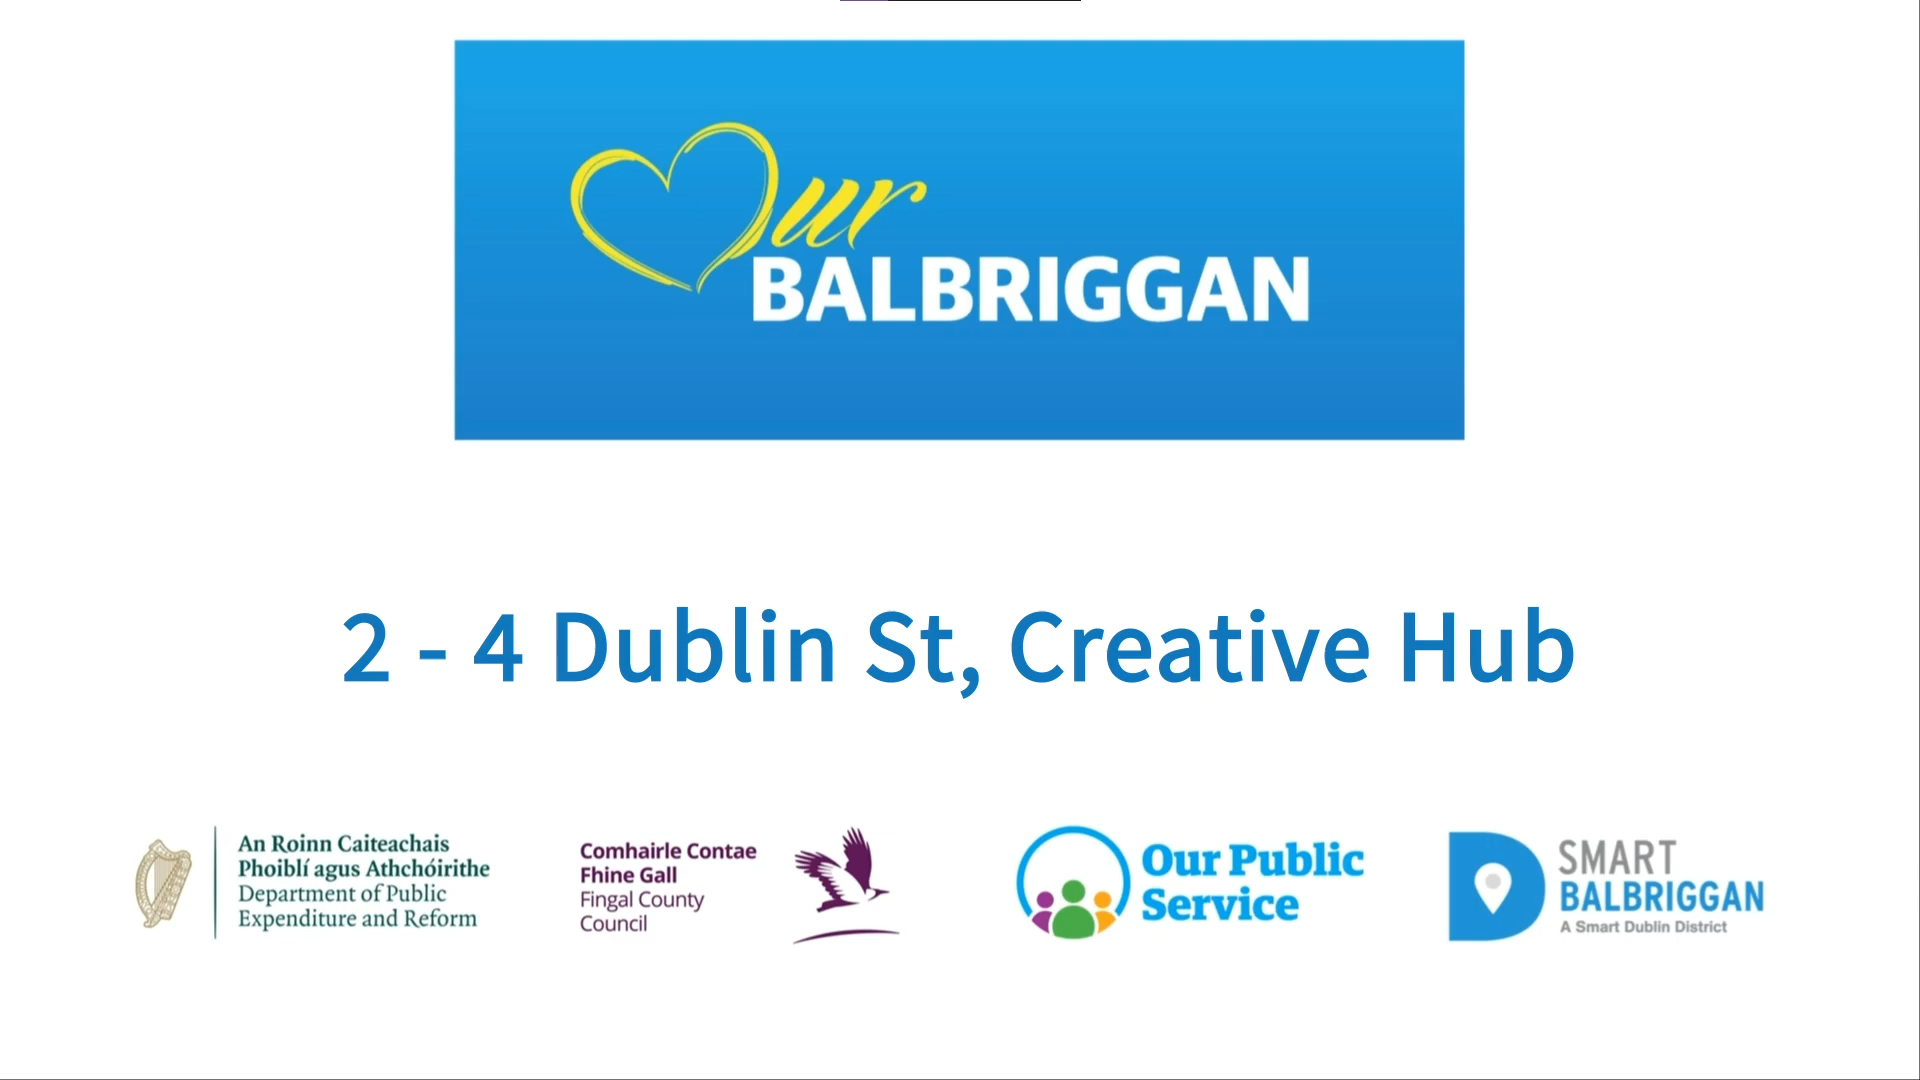 Our
BALBRIGGAN
2 - 4 Dublin St, Creative Hub
An Roinn Caiteachais
Phoiblí agus Athchóirithe
Department of Public
Expenditure and Reform
Comhairle Contae
Fhine Gall
Fingal County
Council
Our Public
Service
SMART
BALBRIGGAN
A Smart Dublin District